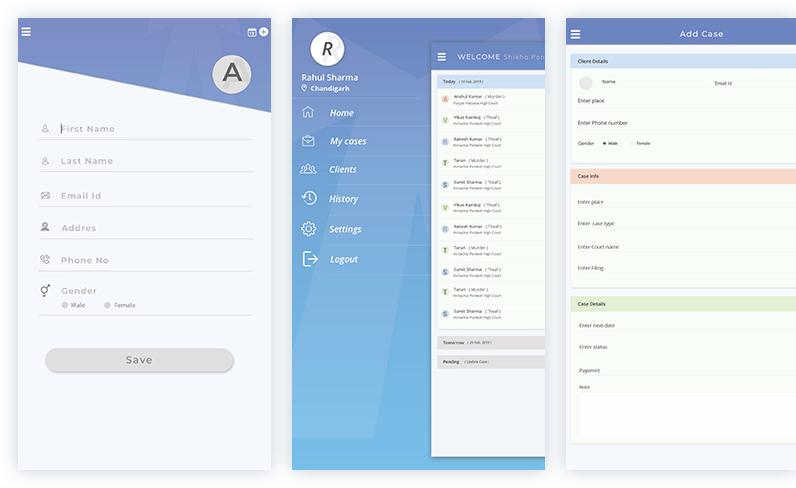 A
First Name
Last Name
Email Id
Addres
Phone No
Gender
Male Female
Save
R
Rahul Sharma
Chandigarh
Home
My cases
Clients
History
Settings
Logout
WELCOME Shikha Pon
Today ( 19 Feb. 2019 )
A Anshul Kumar ( Murder )
Punjab Haryana High Court
V Vikas Kamboj ( Theaf )
Himachal Pardesh High Court
R Rakesh Kumar ( Murder )
Himachal Pardesh High Court
T Tarun ( Murder )
Himachal Pardesh High Court
S Sumit Sharma ( Theaf )
Himachal Pardesh High Court
V Vikas Kamboj ( Theaf )
Himachal Pardesh High Court
R Rakesh Kumar ( Murder )
Himachal Pardesh High Court
T Tarun ( Murder )
Himachal Pardesh High Court
S Sumit Sharma ( Theaf )
Himachal Pardesh High Court
T Tarun ( Murder )
Himachal Pardesh High Court
S Sumit Sharma ( Theaf )
Himachal Pardesh High Court
Tomorrow ( 20 Feb. 2019 )
Pending ( Update Case )
Add Case
Client Details
Name Email Id
Enter place
Enter Phone number
Gender Male Female
Case Info
Enter place
Enter case type
Enter Court name
Enter Filing
Case Details
Enter next date
Enter status
Payemnt
Note